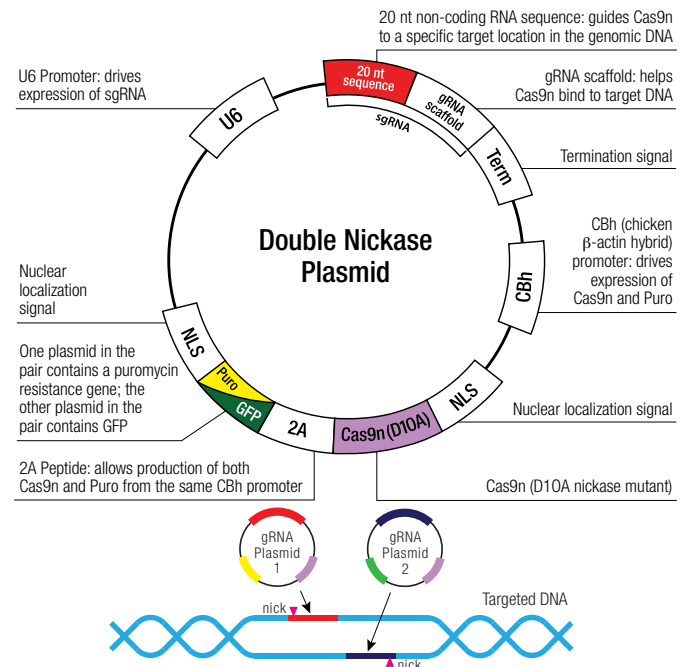 20 nt non-coding RNA sequence: guides Cas9n
to a specific target location in the genomic DNA
U6 Promoter: drives
expression of sgRNA
gRNA scaffold: helps
Cas9n bind to target DNA
20 nt
sequence
gRNA
scaffold
sgRNA
U6
Term
Termination signal
Double Nickase
Plasmid
CBh (chicken
β-actin hybrid)
promoter: drives
expression of
Cas9n and Puro
CBh
Nuclear
localization
signal
NLS
One plasmid in the
pair contains a puromycin
resistance gene; the
other plasmid in the
pair contains GFP
Puro
GFP
2A
Cas9n (D10A)
NLS
Nuclear localization signal
2A Peptide: allows production of both
Cas9n and Puro from the same CBh promoter
Cas9n (D10A nickase mutant)
gRNA
Plasmid
1
gRNA
Plasmid
2
nick
Targeted DNA
nick